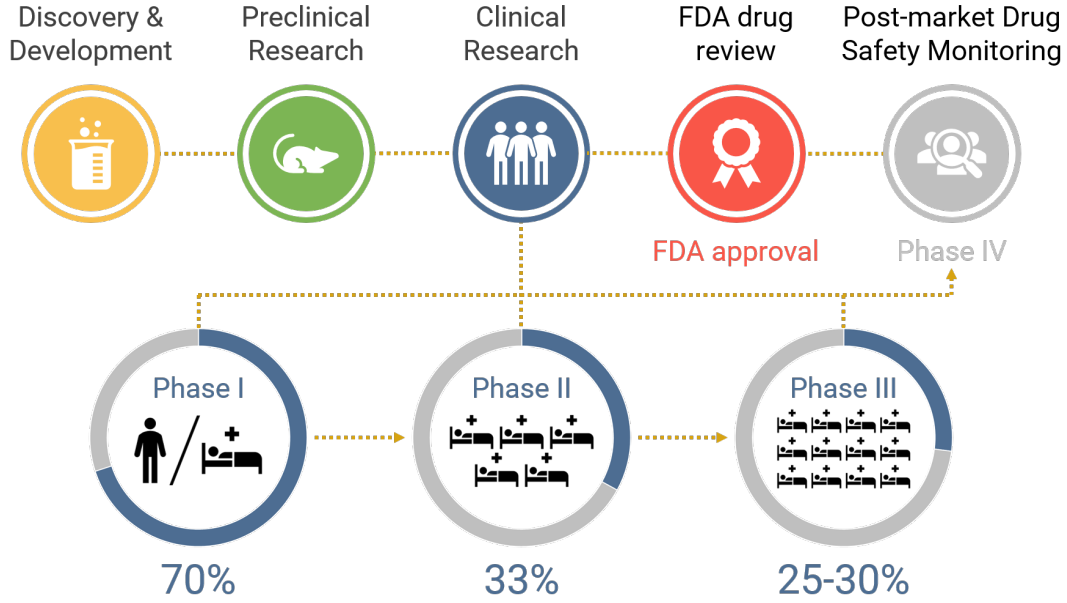 Discovery &
Development
Preclinical
Research
Clinical
Research
FDA drug
review
Post-market Drug
Safety Monitoring
FDA approval
Phase IV
Phase I
Phase II
Phase III
70%
33%
25-30%